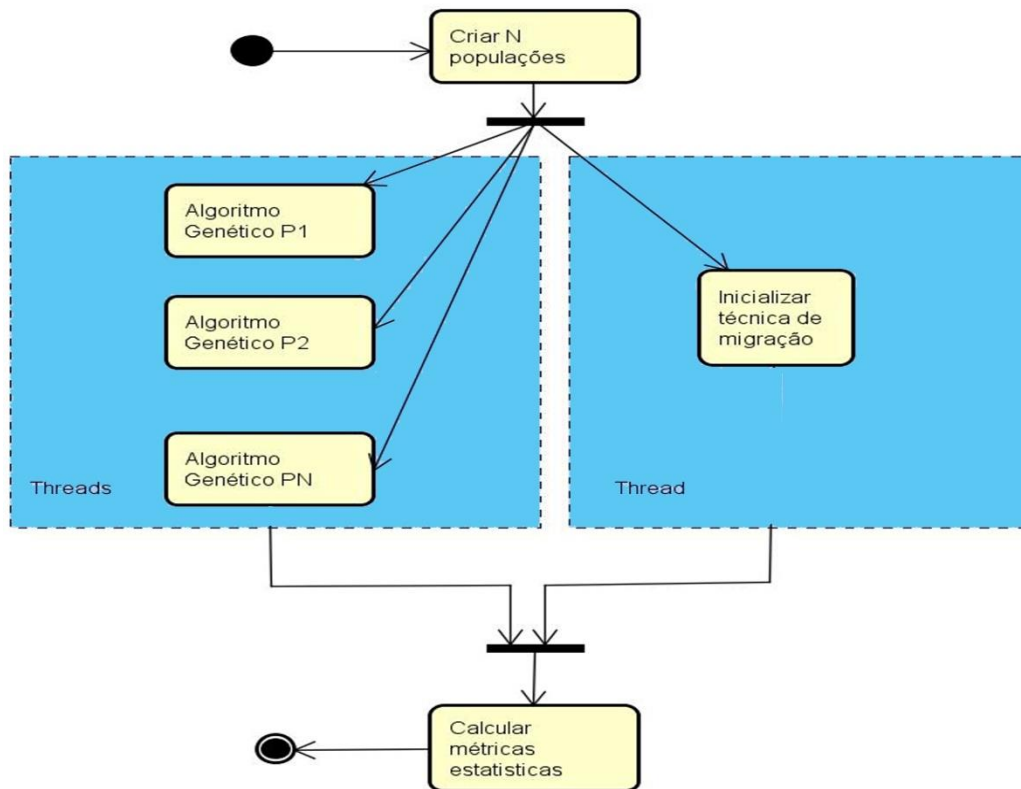 Criar N
populações
Algoritmo
Genético P1
Algoritmo
Genético P2
Algoritmo
Genético PN
Threads
Inicializar
técnica de
migração
Thread
Calcular
métricas
estatisticas